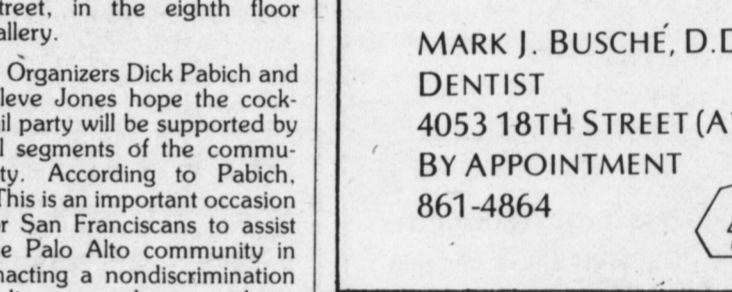 treet, in the eighth floor
allery.
Organizers Dick Pabich and
leve Jones hope the cock-
il party will be supported by
l segments of the commu-
ty. According to Pabich,
This is an important occasion
r San Franciscans to assist
e Palo Alto community in
nacting a nondiscrimination
MARK J. BUSCHÉ, D.D
DENTIST
4053 18TH STREET (A
BY APPOINTMENT
861-4864